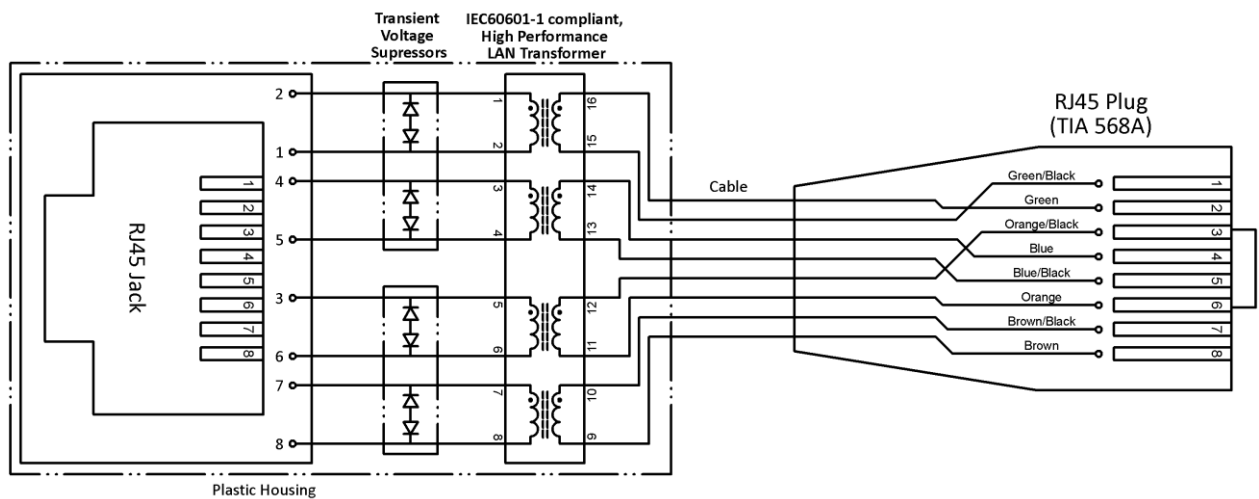 Transient
Voltage
Supressors
IEC60601-1 compliant,
High Performance
LAN Transformer
RJ45 Jack
1
2
3
4
5
6
7
8
2
1
4
5
3
6
7
8
1
2
3
4
5
6
7
8
16
15
14
13
12
11
10
9
Cable
RJ45 Plug
(TIA 568A)
Green/Black
Green
Orange/Black
Blue
Blue/Black
Orange
Brown/Black
Brown
1
2
3
4
5
6
7
8
Plastic Housing